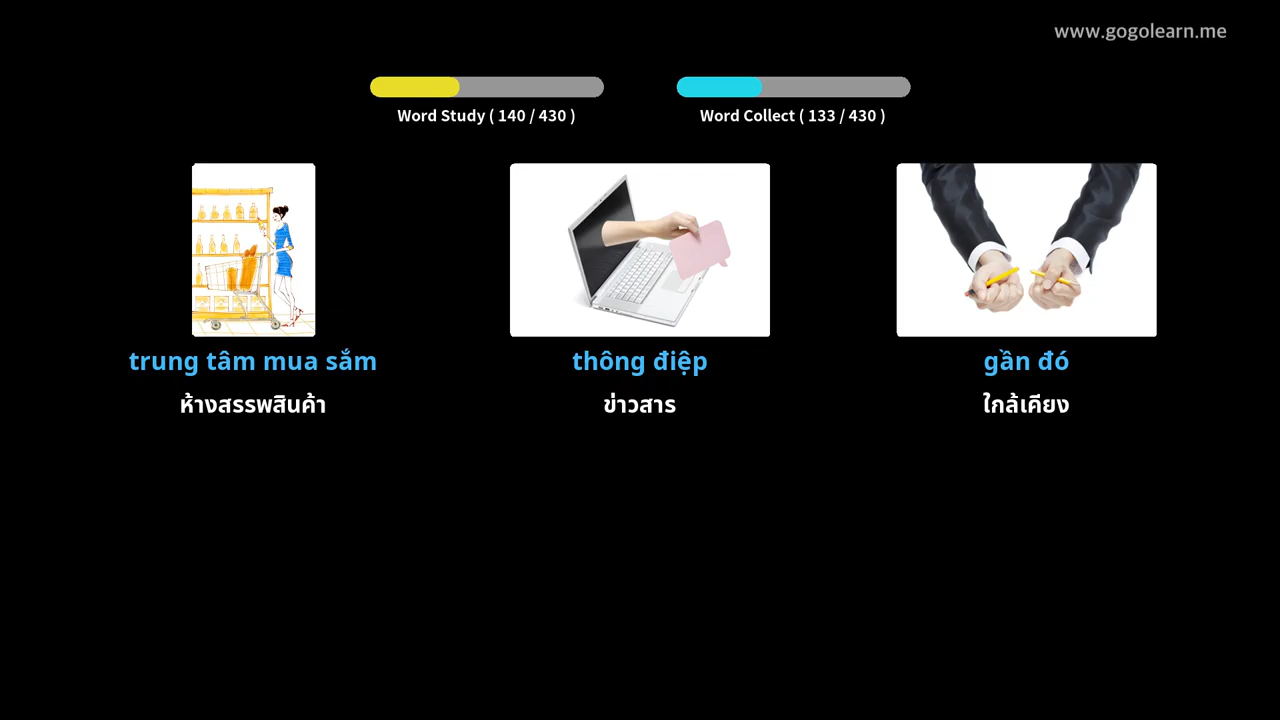 www.gogolearn.me
Word Study ( 140 / 430 )
Word Collect ( 133 / 430 )
trung tâm mua sắm
ห้างสรรพสินค้า
thông điệp
ข่าวสาร
gần đó
ใกล้เคียง